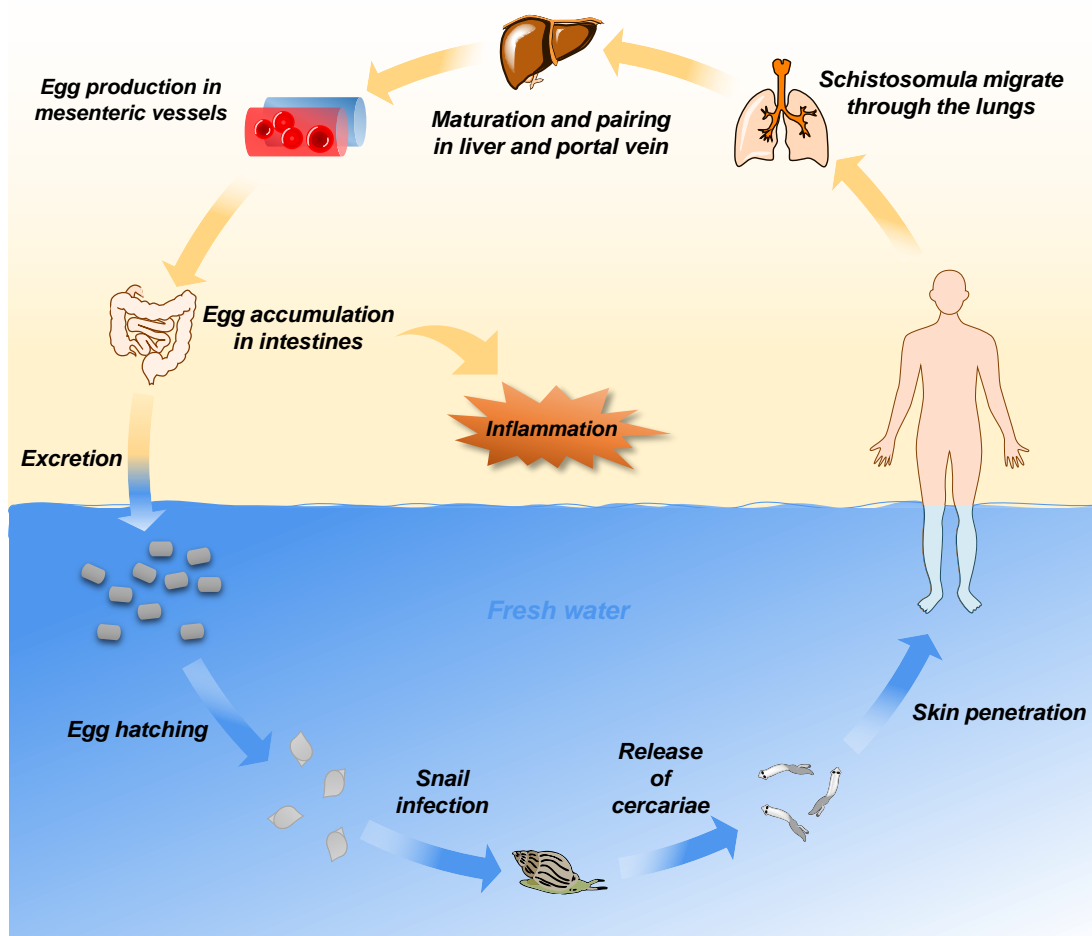 Egg production in
mesenteric vessels
Maturation and pairing
in liver and portal vein
Schistosomula migrate
through the lungs
Egg accumulation
in intestines
Inflammation
Excretion
Fresh water
Egg hatching
Snail
infection
Release
of
cercariae
Skin penetration